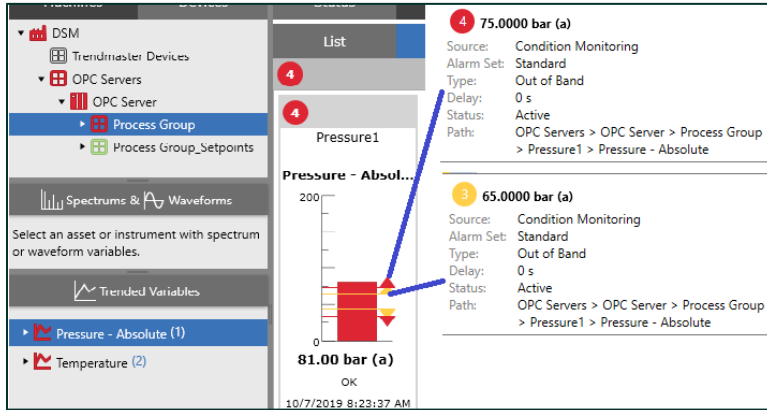 Machines Devices Status
DSM
Trendmaster Devices
OPC Servers
OPC Server
Process Group
Process Group_Setpoints
Spectrums & Waveforms
Select an asset or instrument with spectrum
or waveform variables.
Trended Variables
Pressure - Absolute (1)
Temperature (2)
List
4
4
Pressure1
Pressure - Absol...
200
0
81.00 bar (a)
OK
10/7/2019 8:23:37 AM
4 75.0000 bar (a)
Source: Condition Monitoring
Alarm Set: Standard
Type: Out of Band
Delay: 0 s
Status: Active
Path: OPC Servers > OPC Server > Process Group
> Pressure1 > Pressure - Absolute
3 65.0000 bar (a)
Source: Condition Monitoring
Alarm Set: Standard
Type: Out of Band
Delay: 0 s
Status: Active
Path: OPC Servers > OPC Server > Process Group
> Pressure1 > Pressure - Absolute